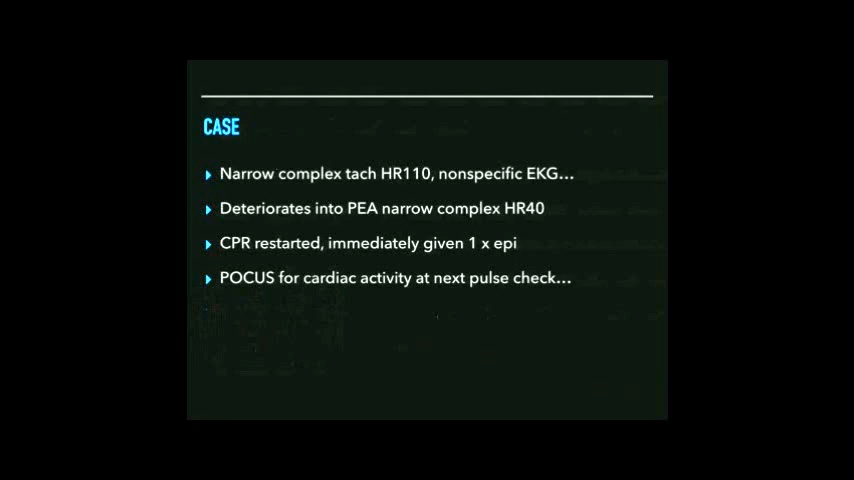 CASE
Narrow complex tach HR110, nonspecific EKG...
Deteriorates into PEA narrow complex HR40
CPR restarted, immediately given 1 x epi
POCUS for cardiac activity at next pulse check...